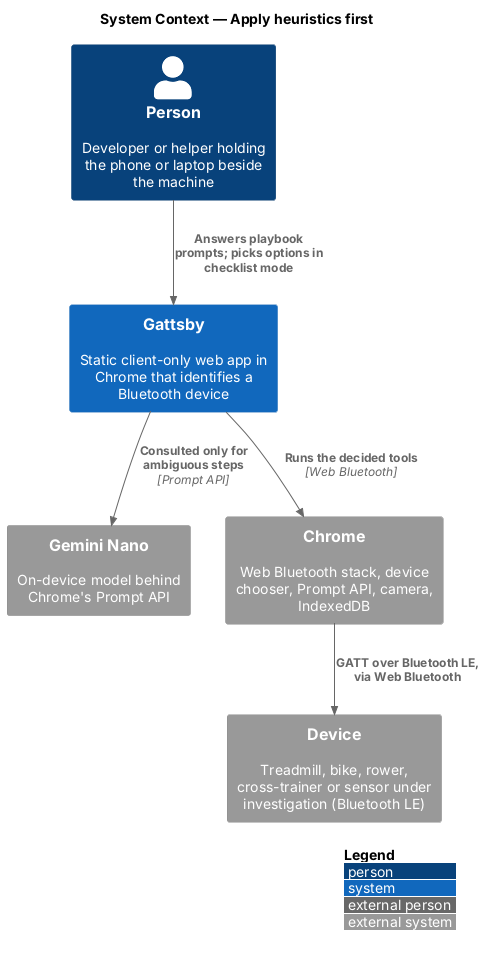 System Context — Apply heuristics first
Person
Developer or helper holding
the phone or laptop beside
the machine
Answers playbook
prompts; picks options in
checklist mode
Gattsby
Static client-only web app in
Chrome that identifies a
Bluetooth device
Consulted only for
ambiguous steps
[Prompt API]
Runs the decided tools
[Web Bluetooth]
Gemini Nano
On-device model behind
Chrome's Prompt API
Chrome
Web Bluetooth stack, device
chooser, Prompt API, camera,
IndexedDB
GATT over Bluetooth LE,
via Web Bluetooth
Device
Treadmill, bike, rower,
cross-trainer or sensor under
investigation (Bluetooth LE)
Legend
person
system
external person
external system